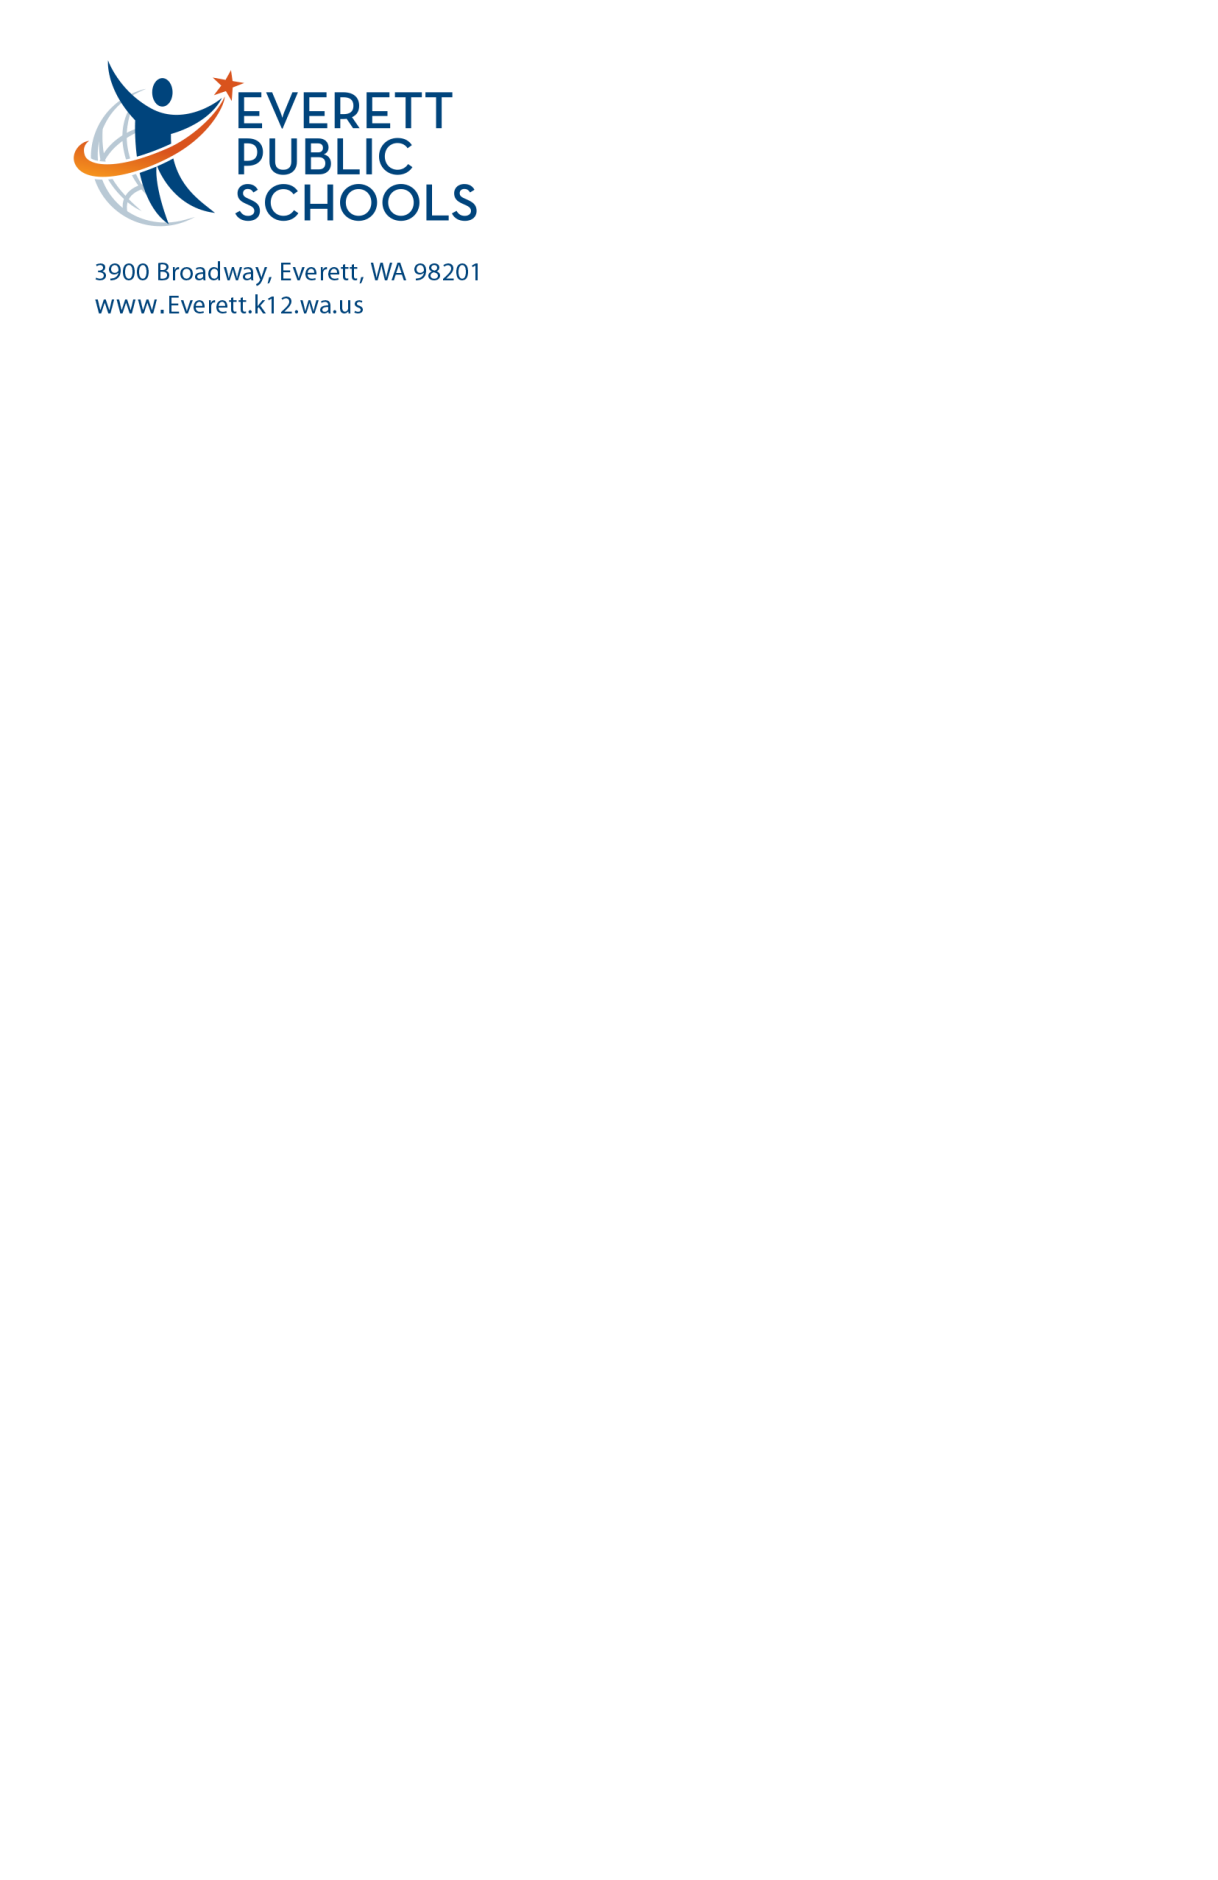 EVERETT
PUBLIC
SCHOOLS
3900 Broadway, Everett, WA 98201
www.Everett.k12.wa.us